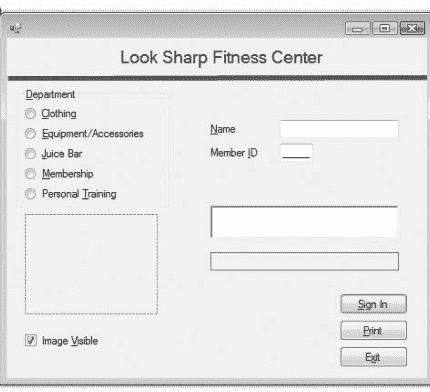 Look Sharp Fitness Center
Department
Clothing
Equipment/Accessories
Juice Bar
Membership
Personal Training
Name
Member ID
Image Visible
Sign In
Print
Exit